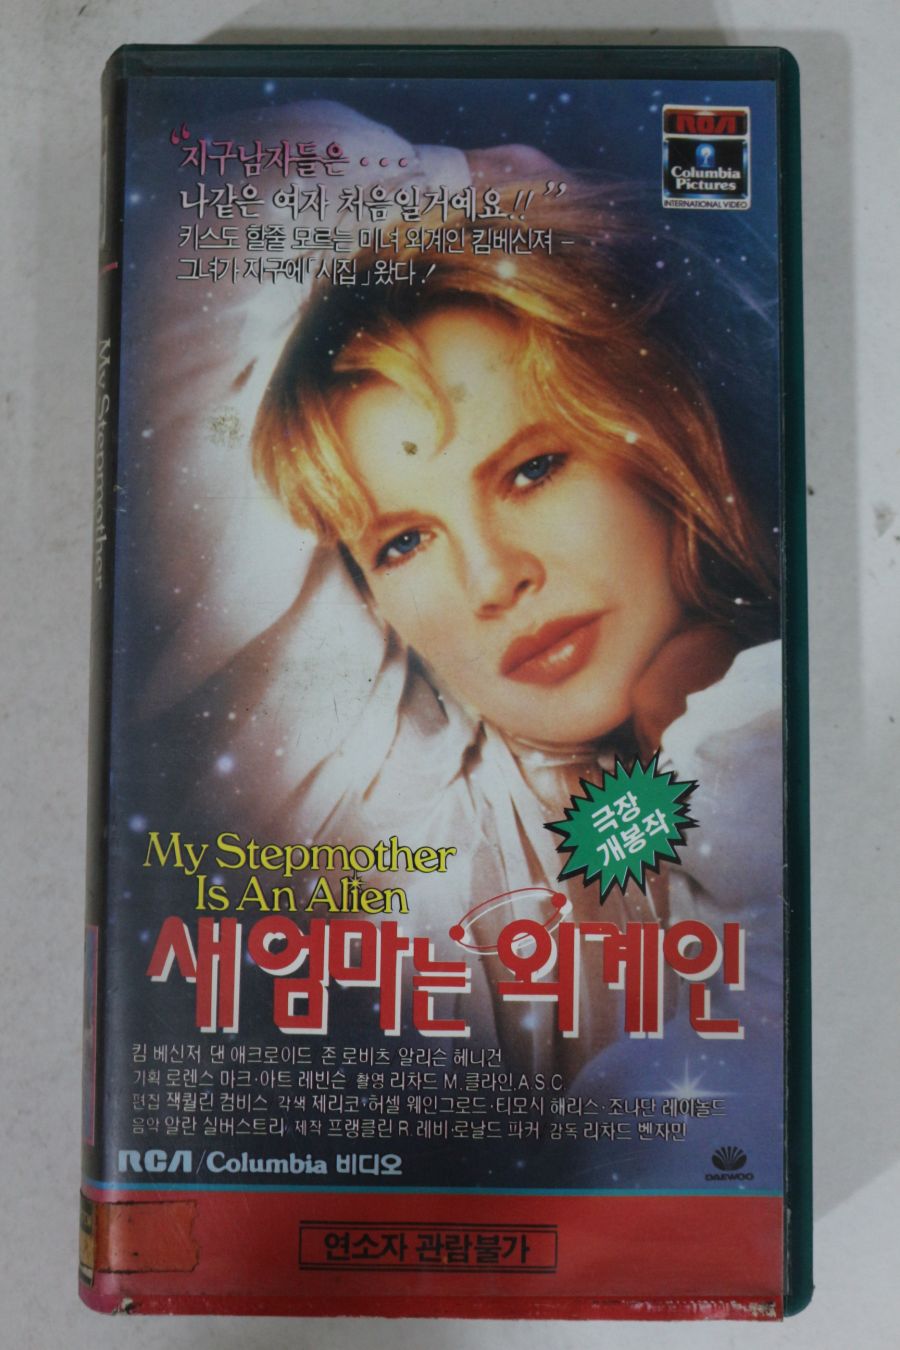 "지구남자들은 . . .
나같은 여자 처음일거예요!!"
키스도 할줄 모르는 미녀 외계인 킴베신져 –
그녀가 지구에 「시집」 왔다!
RCA
Columbia
Pictures
INTERNATIONAL VIDEO
My Stepmother
극장
개봉작
My Stepmother
Is An Alien
새엄마는 외계인
킴 베신저 댄 애크로이드 존 로비츠 알리슨 헤니건
기획 로렌스 마크·아트 레빈슨 촬영 리차드 M. 클라인.A.S.C.
편집 잭퀄린 컴비스 각색 제리코·허셀 웨인그로드·티모시 해리스·조나단 레이놀드
음악 알란 실버스트리 제작 프랭클린 R. 레비·로날드 파커 감독 리차드 벤자민
RCA/Columbia 비디오
DAEWOO
연소자 관람불가